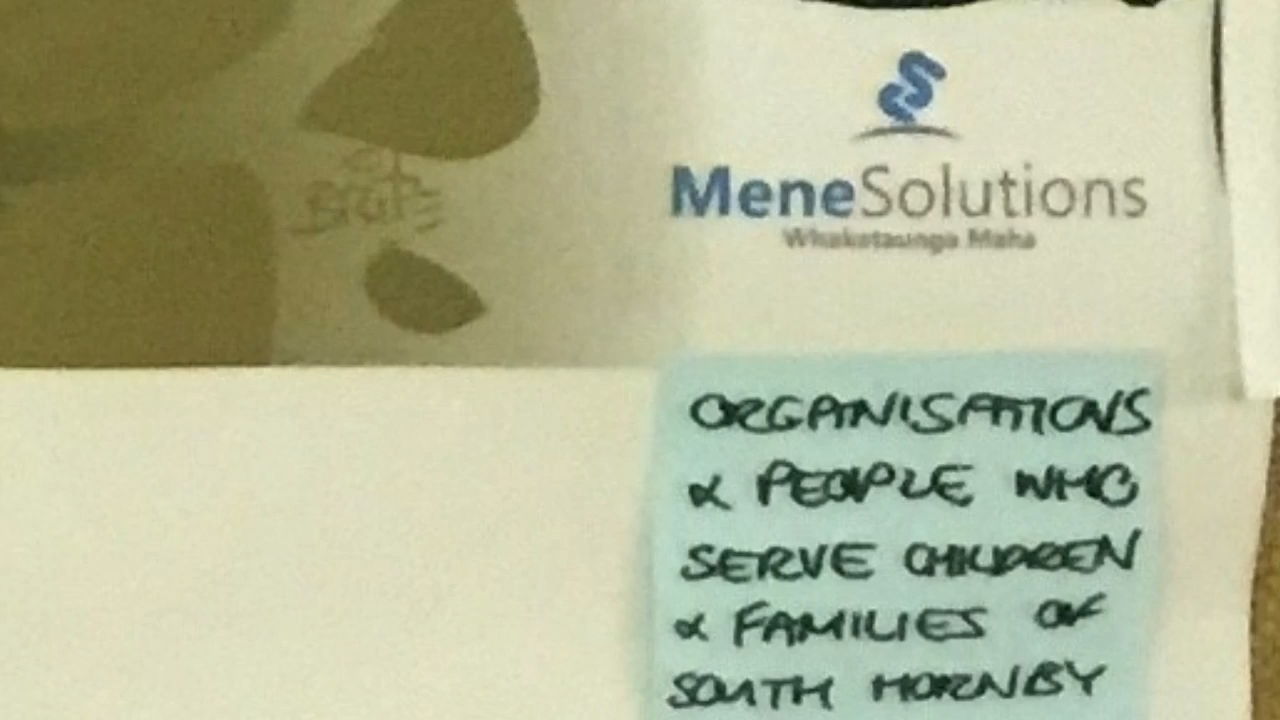 MeneSolutions
Whakataunga Maha
ORGANISATIONS
& PEOPLE WHO
SERVE CHILDREN
& FAMILIES OF
SOUTH HORNBY